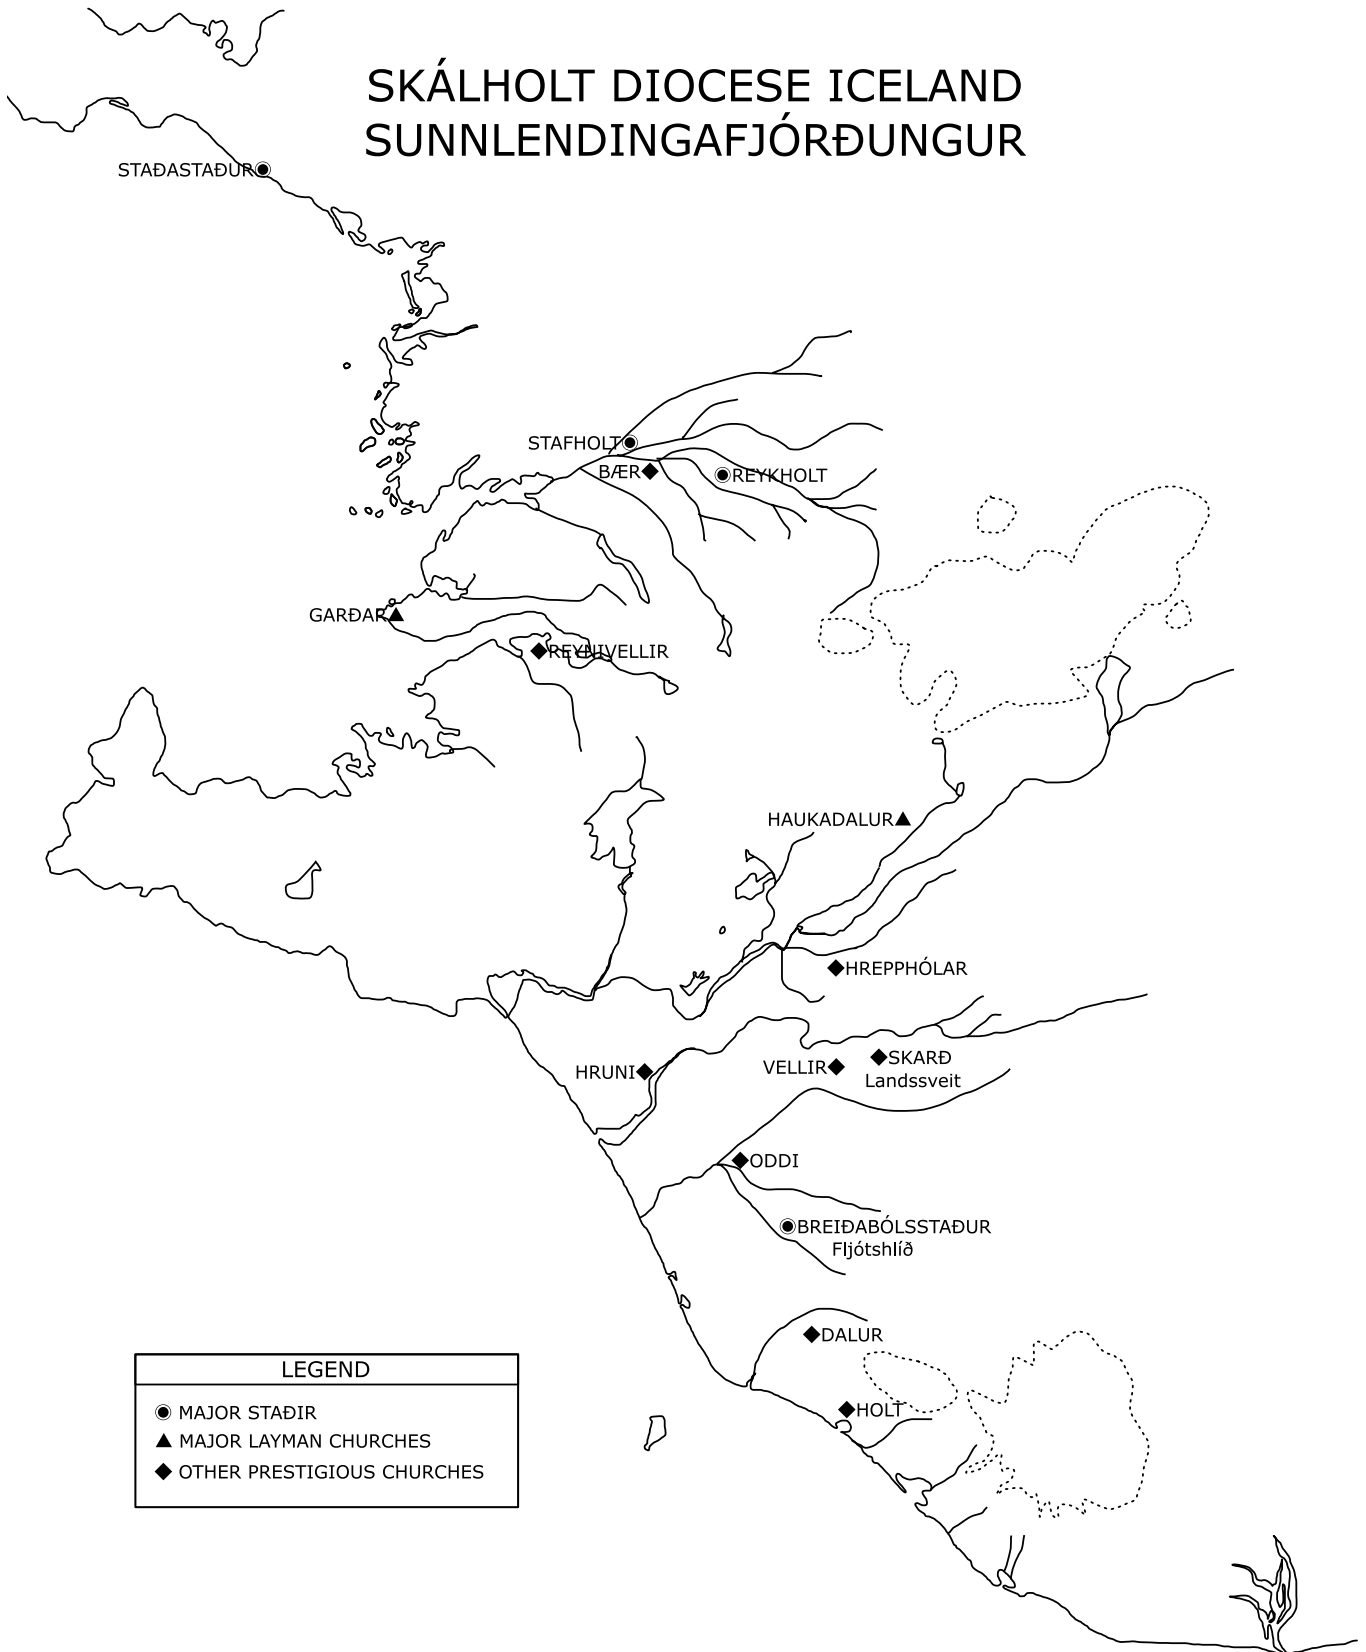 SKÁLHOLT DIOCESE ICELAND
SUNNLENDINGAFJÓRÐUNGUR
STAÐASTAÐUR
STAFHOLT
BÆR
REYKHOLT
GARÐAR
REYNIVELLIR
HAUKADALUR
HREPPHÓLAR
HRUNI
VELLIR
SKARÐ
Landssveit
ODDI
BREIÐABÓLSSTAÐUR
Fljótshlíð
DALUR
HOLT
LEGEND
MAJOR STAÐIR
MAJOR LAYMAN CHURCHES
OTHER PRESTIGIOUS CHURCHES